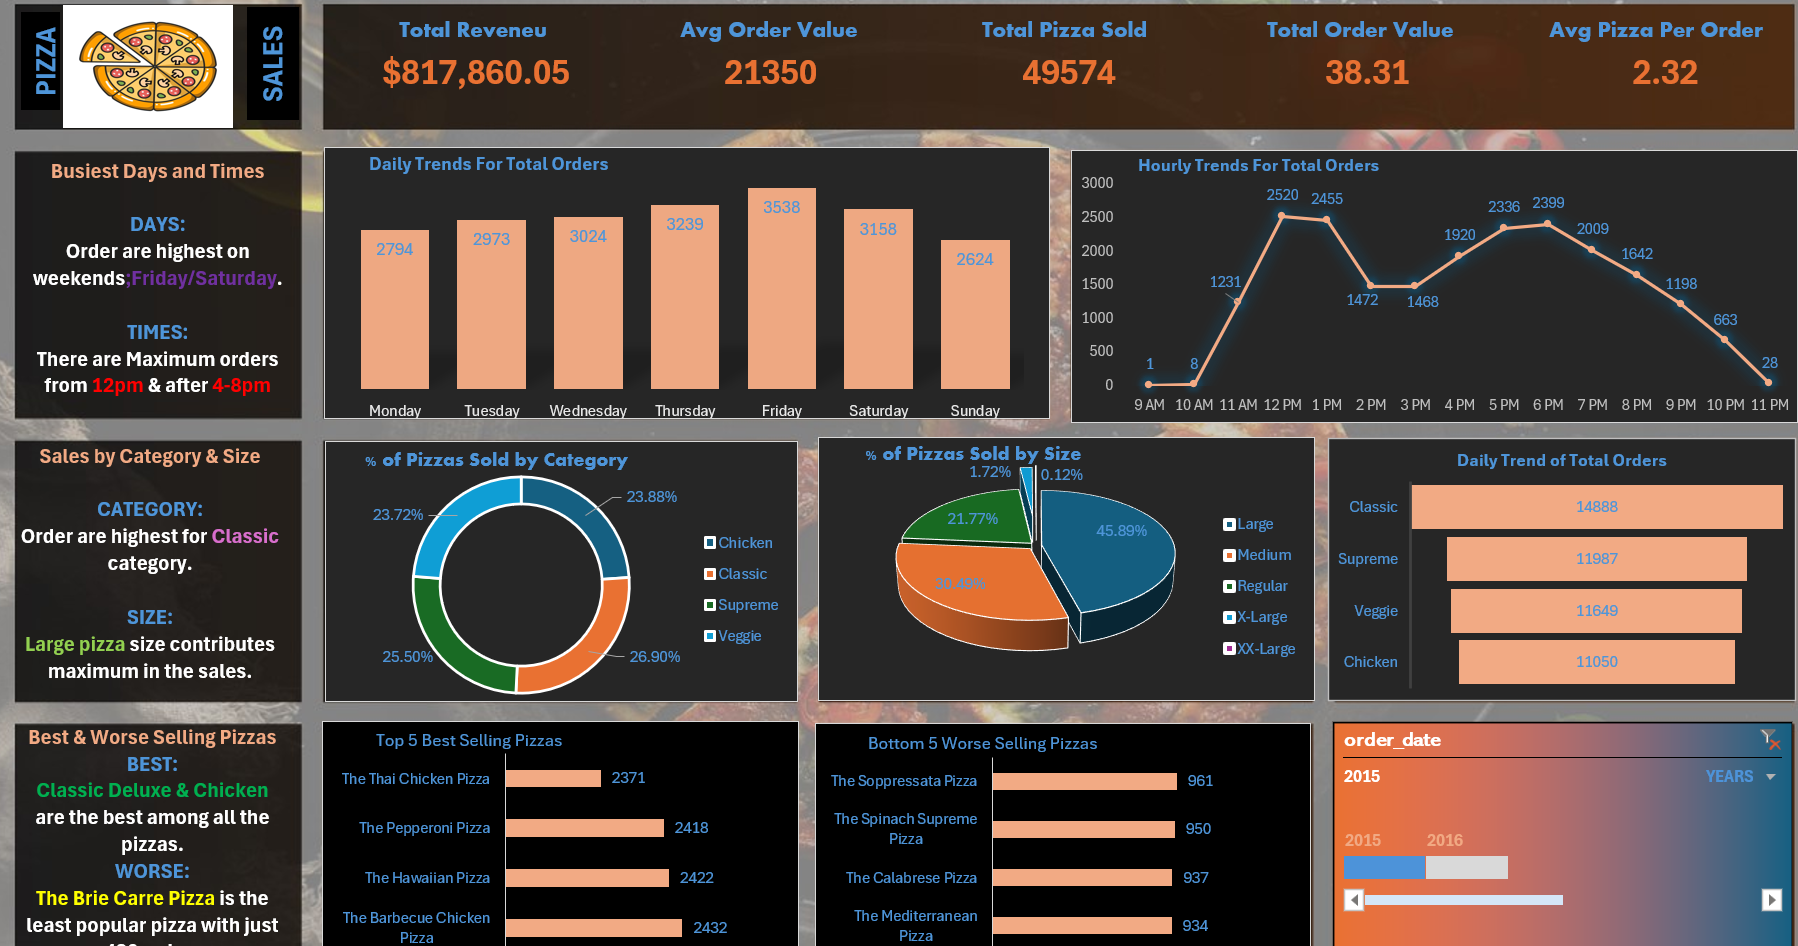 PIZZA
SALES
Total Reveneu
$817,860.05
Avg Order Value
21350
Total Pizza Sold
49574
Total Order Value
38.31
Avg Pizza Per Order
2.32
Busiest Days and Times
DAYS:
Order are highest on
weekends;Friday/Saturday.
TIMES:
There are Maximum orders
from 12pm & after 4-8pm
Daily Trends For Total Orders
2794
2973
3024
3239
3538
3158
2624
Monday
Tuesday
Wednesday
Thursday
Friday
Saturday
Sunday
Hourly Trends For Total Orders
3000
2500
2000
1500
1000
500
0
1
8
1231
2520
2455
1472
1468
1920
2336
2399
2009
1642
1198
663
28
9 AM
10 AM
11 AM
12 PM
1 PM
2 PM
3 PM
4 PM
5 PM
6 PM
7 PM
8 PM
9 PM
10 PM
11 PM
Sales by Category & Size
CATEGORY:
Order are highest for Classic
category.
SIZE:
Large pizza size contributes
maximum in the sales.
% of Pizzas Sold by Category
23.88%
23.72%
25.50%
26.90%
Chicken
Classic
Supreme
Veggie
% of Pizzas Sold by Size
1.72%
0.12%
21.77%
45.89%
30.49%
Large
Medium
Regular
X-Large
XX-Large
Daily Trend of Total Orders
Classic
14888
Supreme
11987
Veggie
11649
Chicken
11050
Best & Worse Selling Pizzas
BEST:
Classic Deluxe & Chicken
are the best among all the
pizzas.
WORSE:
The Brie Carre Pizza is the
least popular pizza with just
Top 5 Best Selling Pizzas
The Thai Chicken Pizza
2371
The Pepperoni Pizza
2418
The Hawaiian Pizza
2422
The Barbecue Chicken
Pizza
2432
Bottom 5 Worse Selling Pizzas
The Soppressata Pizza
961
The Spinach Supreme
Pizza
950
The Calabrese Pizza
937
The Mediterranean
Pizza
934
order_date
2015
YEARS
2015
2016